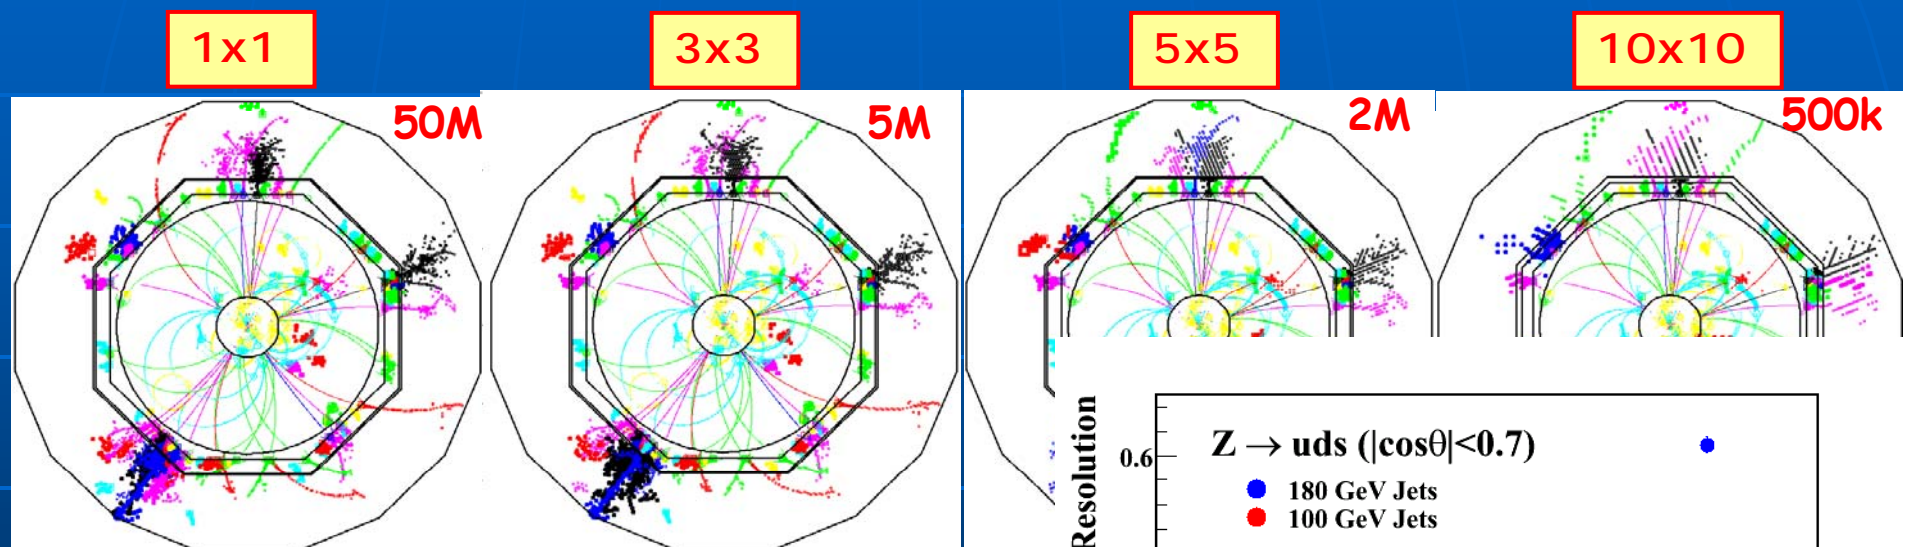 1x1
3x3
5x5
10x10
50M
5M
2M
500k
Resolution
0.6
Z → uds (|cosθ|<0.7)
180 GeV Jets
100 GeV Jets